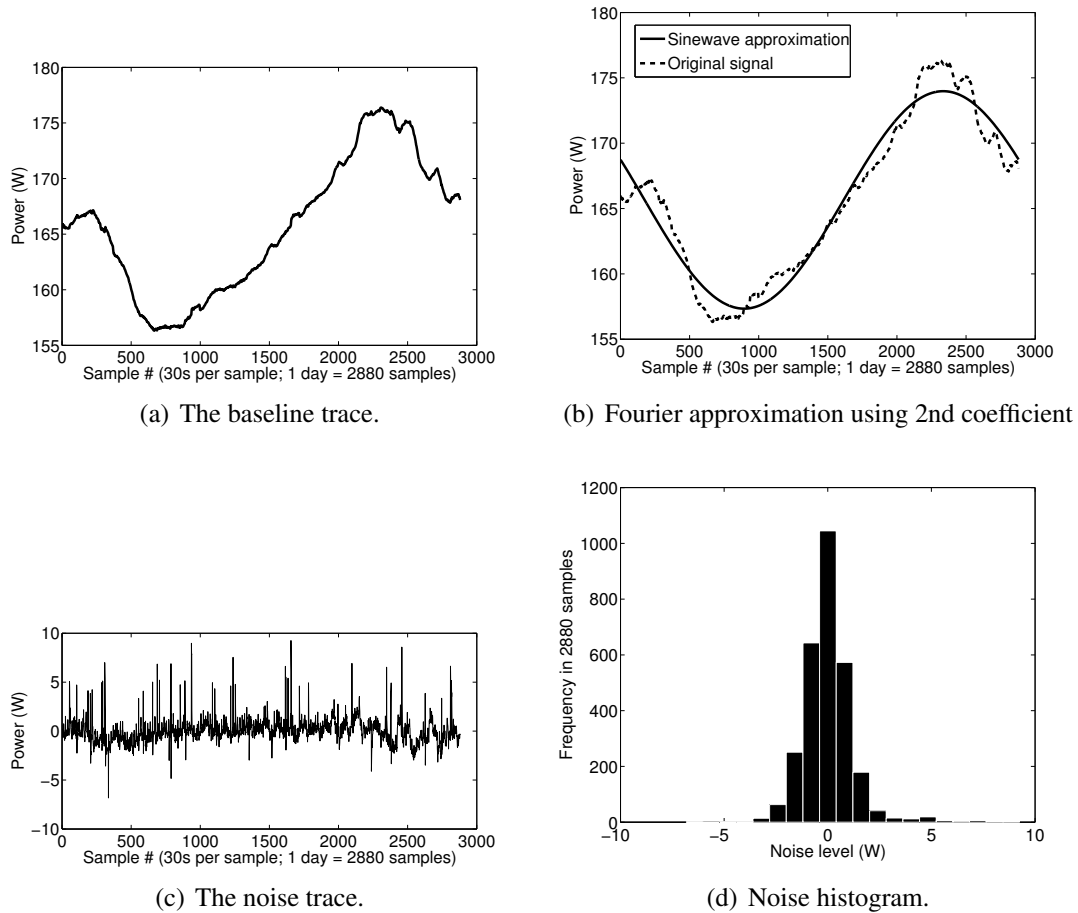 180
175
170
165
160
155
Power (W)
0 500 1000 1500 2000 2500 3000
Sample # (30s per sample; 1 day = 2880 samples)
(a) The baseline trace.
180
175
170
165
160
155
Power (W)
Sinewave approximation
Original signal
0 500 1000 1500 2000 2500 3000
Sample # (30s per sample; 1 day = 2880 samples)
(b) Fourier approximation using 2nd coefficient
10
5
0
−5
−10
Power (W)
0 500 1000 1500 2000 2500 3000
Sample # (30s per sample; 1 day = 2880 samples)
(c) The noise trace.
1200
1000
800
600
400
200
0
Frequency in 2880 samples
−10 −5 0 5 10
Noise level (W)
(d) Noise histogram.